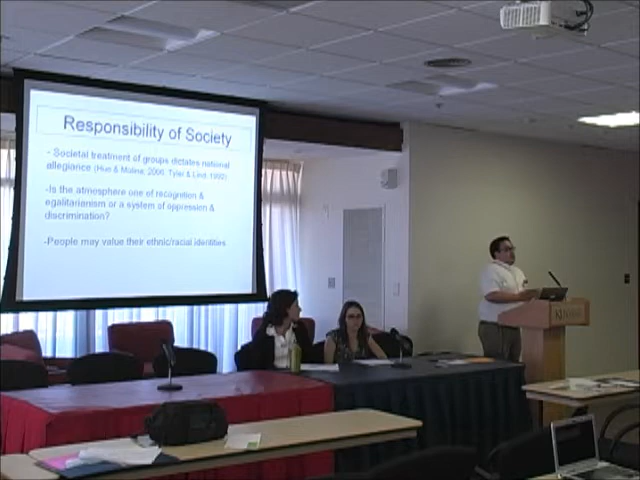 Responsibility of Society
- Societal treatment of groups dictates national
allegiance (Huo & Molina, 2006; Tyler & Lind, 1992)
-Is the atmosphere one of recognition &
egalitarianism or a system of oppression &
discrimination?
-People may value their ethnic/racial identities